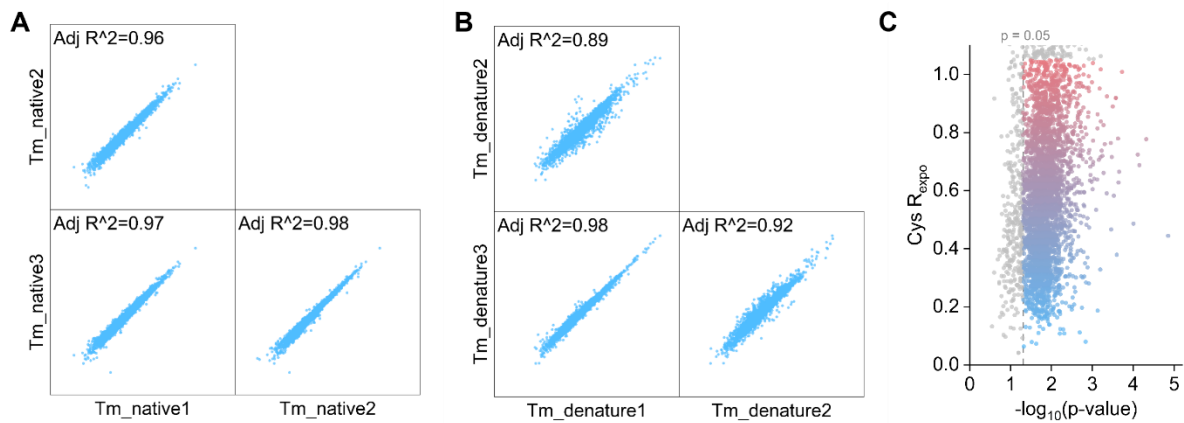 A
Adj R^2=0.96
Tm_native2
Adj R^2=0.97
Adj R^2=0.98
Tm_native3
Tm_native1
Tm_native2
B
Adj R^2=0.89
Tm_denature2
Adj R^2=0.98
Adj R^2=0.92
Tm_denature3
Tm_denature1
Tm_denature2
C
p = 0.05
1.0
0.8
0.6
0.4
0.2
0.0
Cys Rexpo
0 1 2 3 4 5
-log10(p-value)